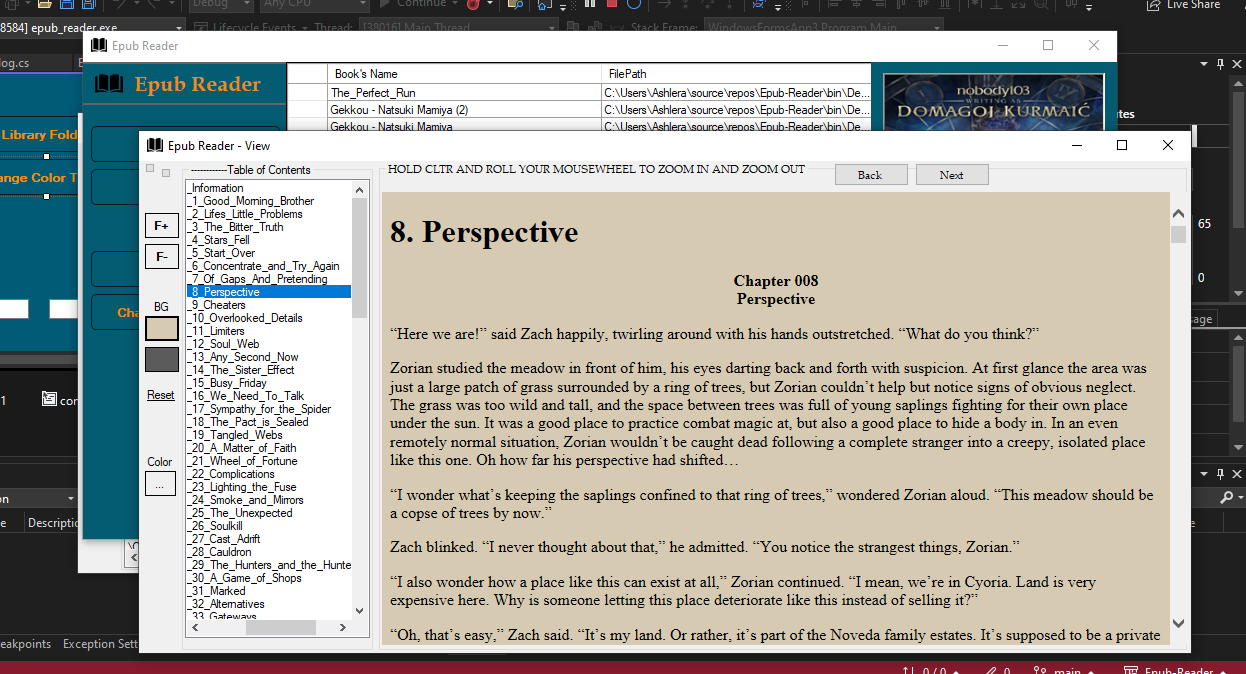 Debug
Any CPU
Continue
Live Share
8584] epub_reader.exe
Lifecycle Events
Thread:
[38016] Main Thread
Stack Frame:
WindowsFormsApp3.Program.Main
log.cs
Epub Reader
Epub Reader
Book's Name
FilePath
The_Perfect_Run
C:\Users\Ashlera\source\repos\Epub-Reader\bin\De...
Gekkou - Natsuki Mamiya (2)
C:\Users\Ashlera\source\repos\Epub-Reader\bin\De...
Gekkou - Natsuki Mamiya
C:\Users\Ashlera\source\repos\Epub-Reader\bin\De...
nobody103
WRITING AS
DOMAGOJ KURMAIĆ
Library Fold
ange Color T
Cha
tes
65
0
sage
1
con
on
e
Descriptio
e
Epub Reader - View
------------Table of Contents
HOLD CLTR AND ROLL YOUR MOUSEWHEEL TO ZOOM IN AND ZOOM OUT
Back
Next
F+
F-
BG
Reset
Color
...
_Information
_1_Good_Morning_Brother
_2_Lifes_Little_Problems
_3_The_Bitter_Truth
_4_Stars_Fell
_5_Start_Over
_6_Concentrate_and_Try_Again
_7_Of_Gaps_And_Pretending
_8_Perspective
_9_Cheaters
_10_Overlooked_Details
_11_Limiters
_12_Soul_Web
_13_Any_Second_Now
_14_The_Sister_Effect
_15_Busy_Friday
_16_We_Need_To_Talk
_17_Sympathy_for_the_Spider
_18_The_Pact_is_Sealed
_19_Tangled_Webs
_20_A_Matter_of_Faith
_21_Wheel_of_Fortune
_22_Complications
_23_Lighting_the_Fuse
_24_Smoke_and_Mirrors
_25_The_Unexpected
_26_Soulkill
_27_Cast_Adrift
_28_Cauldron
_29_The_Hunters_and_the_Hunte
_30_A_Game_of_Shops
_31_Marked
_32_Alternatives
_33_Gateways
8. Perspective
Chapter 008
Perspective
“Here we are!” said Zach happily, twirling around with his hands outstretched. “What do you think?”
Zorian studied the meadow in front of him, his eyes darting back and forth with suspicion. At first glance the area was
just a large patch of grass surrounded by a ring of trees, but Zorian couldn’t help but notice signs of obvious neglect.
The grass was too wild and tall, and the space between trees was full of young saplings fighting for their own place
under the sun. It was a good place to practice combat magic at, but also a good place to hide a body in. In an even
remotely normal situation, Zorian wouldn’t be caught dead following a complete stranger into a creepy, isolated place
like this one. Oh how far his perspective had shifted…
“I wonder what’s keeping the saplings confined to that ring of trees,” wondered Zorian aloud. “This meadow should be
a copse of trees by now.”
Zach blinked. “I never thought about that,” he admitted. “You notice the strangest things, Zorian.”
“I also wonder how a place like this can exist at all,” Zorian continued. “I mean, we’re in Cyoria. Land is very
expensive here. Why is someone letting this place deteriorate like this instead of selling it?”
“Oh, that’s easy,” Zach said. “It’s my land. Or rather, it’s part of the Noveda family estates. It’s supposed to be a private
eakpoints
Exception Sett
0 / 0
0
main
Epub-Reader